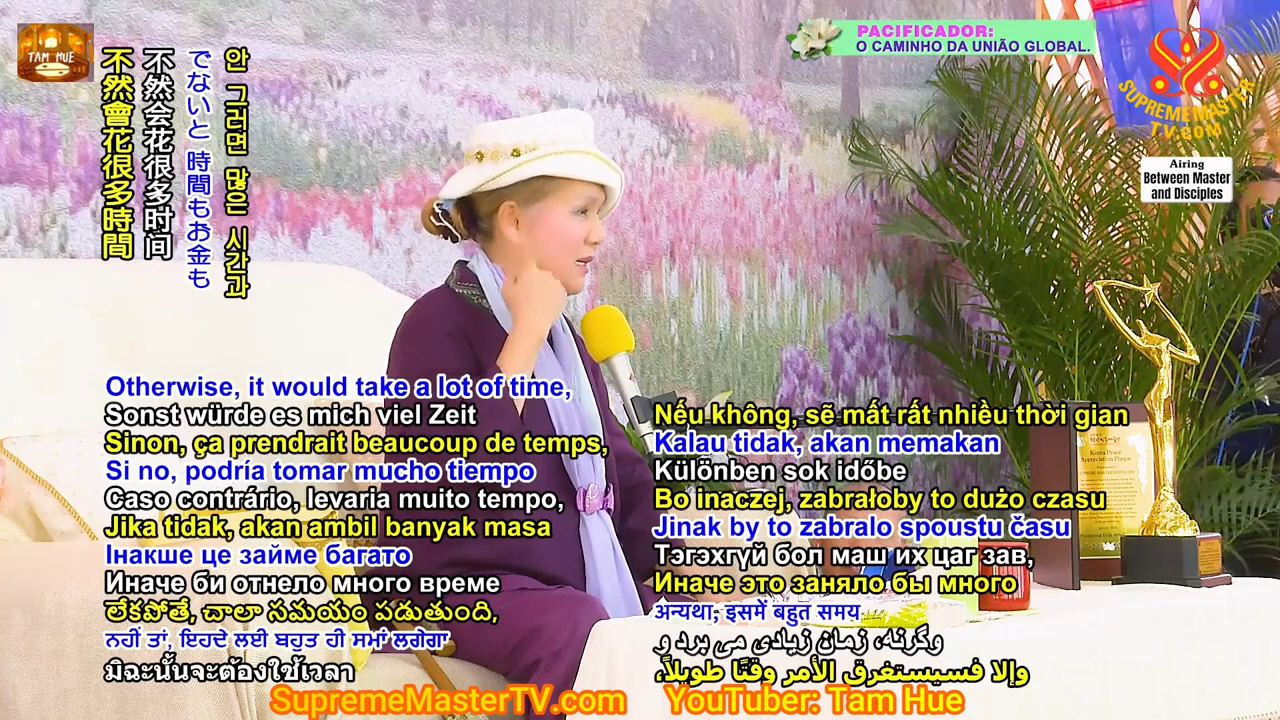 TAM HUE
PACIFICADOR:
O CAMINHO DA UNIÃO GLOBAL.
SUPREMEMASTER
TV.COM
Airing
Between Master
and Disciples
안 그러면 많은 시간과
でないと 時間もお金も
不然会花很多时间
不然會花很多時間
Otherwise, it would take a lot of time,
Sonst würde es mich viel Zeit
Sinon, ça prendrait beaucoup de temps,
Si no, podría tomar mucho tiempo
Caso contrário, levaria muito tempo,
Jika tidak, akan ambil banyak masa
Інакше це займе багато
Иначе би отнело много време
లేకపోతే, చాలా సమయం పడుతుంది,
ਨਹੀਂ ਤਾਂ, ਇਹਦੇ ਲਈ ਬਹੁਤ ਹੀ ਸਮਾਂ ਲਗੇਗਾ
มิฉะนั้นจะต้องใช้เวลา
Nếu không, sẽ mất rất nhiều thời gian
Kalau tidak, akan memakan
Különben sok időbe
Bo inaczej, zabrałoby to dużo czasu
Jinak by to zabralo spoustu času
Тэгэхгүй бол маш их цаг зав,
Иначе это заняло бы много
अन्यथा, इसमें बहुत समय
وگرنه، زمان زیادی می برد و
وإلا فسيستغرق الأمر وقتًا طويلاً،
Korea Peace
Appreciation Plaque
SupremeMasterTV.com
YouTuber: Tam Hue